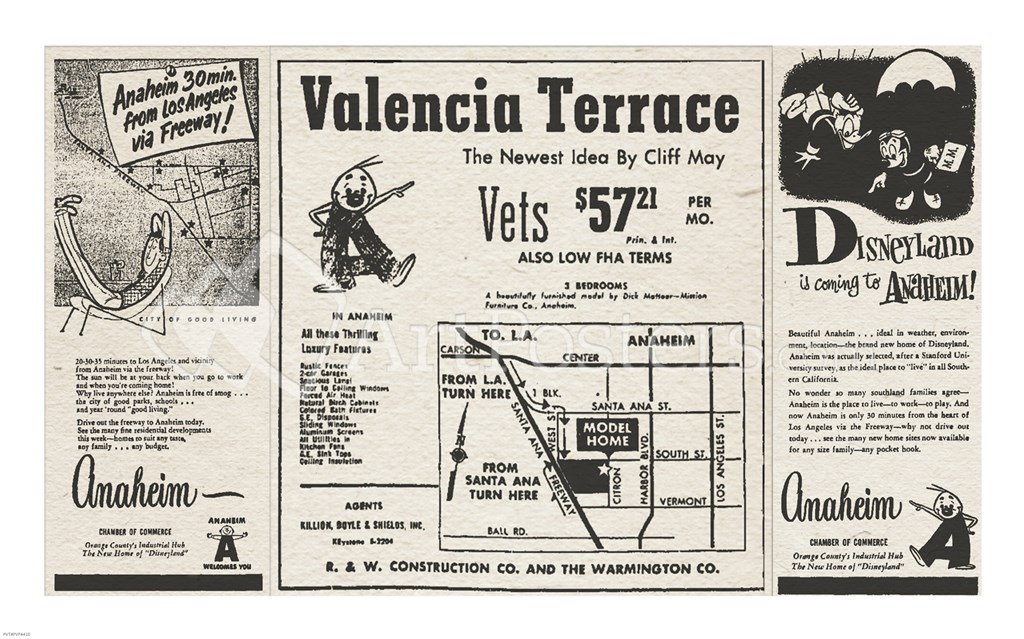 Anaheim 30 min.
from Los Angeles
via Freeway!
CITY OF GOOD LIVING
20-30-35 minutes to Los Angeles and vicinity
from Anaheim via the freeway!
The sun will be at your back when you go to work
and when you're coming home!
Why live anywhere else? Anaheim is free of smog . . .
the city of good parks, schools . . .
and year 'round "good living."
Drive out the freeway to Anaheim today.
See the many fine residential developments
this week—homes to suit any taste,
any family . . . any budget.
Anaheim
CHAMBER OF COMMERCE
Orange County's Industrial Hub
The New Home of "Disneyland"
ANAHEIM
A
WELCOMES YOU
Valencia Terrace
The Newest Idea By Cliff May
Vets $57 21 PER MO.
Prin. & Int.
ALSO LOW FHA TERMS
3 BEDROOMS
A beautifully furnished model by Dick Mattoer—Mission
Furniture Co., Anaheim.
IN ANAHEIM
All these Thrilling
Luxury Features
Rustic Fences
2-car Garages
Spacious Lanai
Floor to Ceiling Windows
Forced Air Heat
Natural Birch Cabinets
Colored Bath Fixtures
G.E. Disposals
Sliding Windows
Aluminum Screens
All Utilities in
Kitchen Fans
G.E. Sink Tops
Ceiling Insulation
AGENTS
KILLION, DOYLE & SHIELDS, INC.
KEystone 5-2204
TO L.A.
ANAHEIM
CARSON
CENTER
FROM L.A.
TURN HERE
1 BLK.
SANTA ANA ST.
SANTA ANA
FREEWAY
WEST ST.
MODEL
HOME
SOUTH ST.
CITRON
HARBOR BLVD.
LOS ANGELES ST.
N
FROM
SANTA ANA
TURN HERE
VERMONT
BALL RD.
R. & W. CONSTRUCTION CO. AND THE WARMINGTON CO.
M.M.
DISNEYLAND
is coming to ANAHEIM!
Beautiful Anaheim . . . ideal in weather, environ-
ment, location—the brand new home of Disneyland.
Anaheim was actually selected, after a Stanford Uni-
versity survey, as the ideal place to "live" in all South-
ern California.
No wonder so many southland families agree—
Anaheim is the place to live—to work—to play. And
now Anaheim is only 30 minutes from the heart of
Los Angeles via the Freeway—why not drive out
today . . . see the many new home sites now available
for any size family—any pocket book.
Anaheim
CHAMBER OF COMMERCE
Orange County's Industrial Hub
The New Home of "Disneyland"
ArtPosters